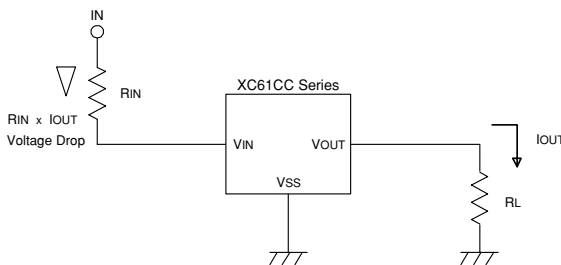 IN
XC61CC Series
RIN
RIN x IOUT
Voltage Drop
VIN
VOUT
IOUT
VSS
RL